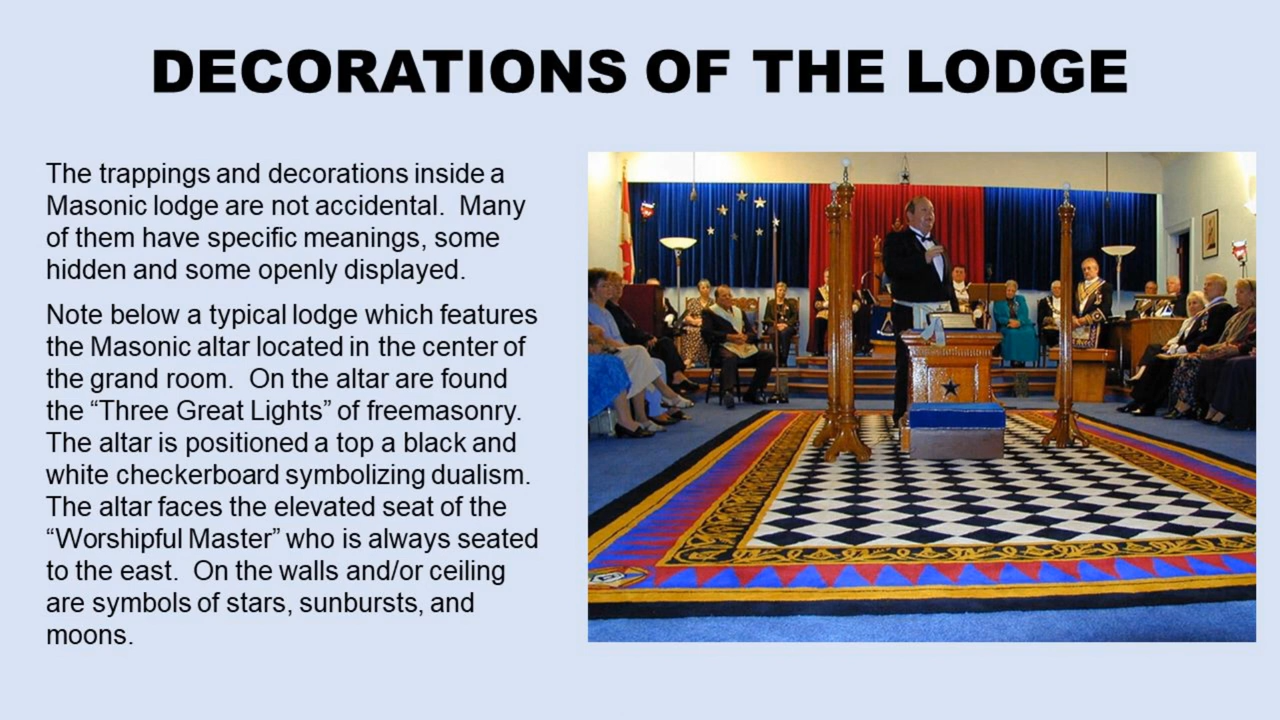 DECORATIONS OF THE LODGE
The trappings and decorations inside a
Masonic lodge are not accidental.  Many
of them have specific meanings, some
hidden and some openly displayed.
Note below a typical lodge which features
the Masonic altar located in the center of
the grand room.  On the altar are found
the “Three Great Lights” of freemasonry.
The altar is positioned a top a black and
white checkerboard symbolizing dualism.
The altar faces the elevated seat of the
“Worshipful Master” who is always seated
to the east.  On the walls and/or ceiling
are symbols of stars, sunbursts, and
moons.